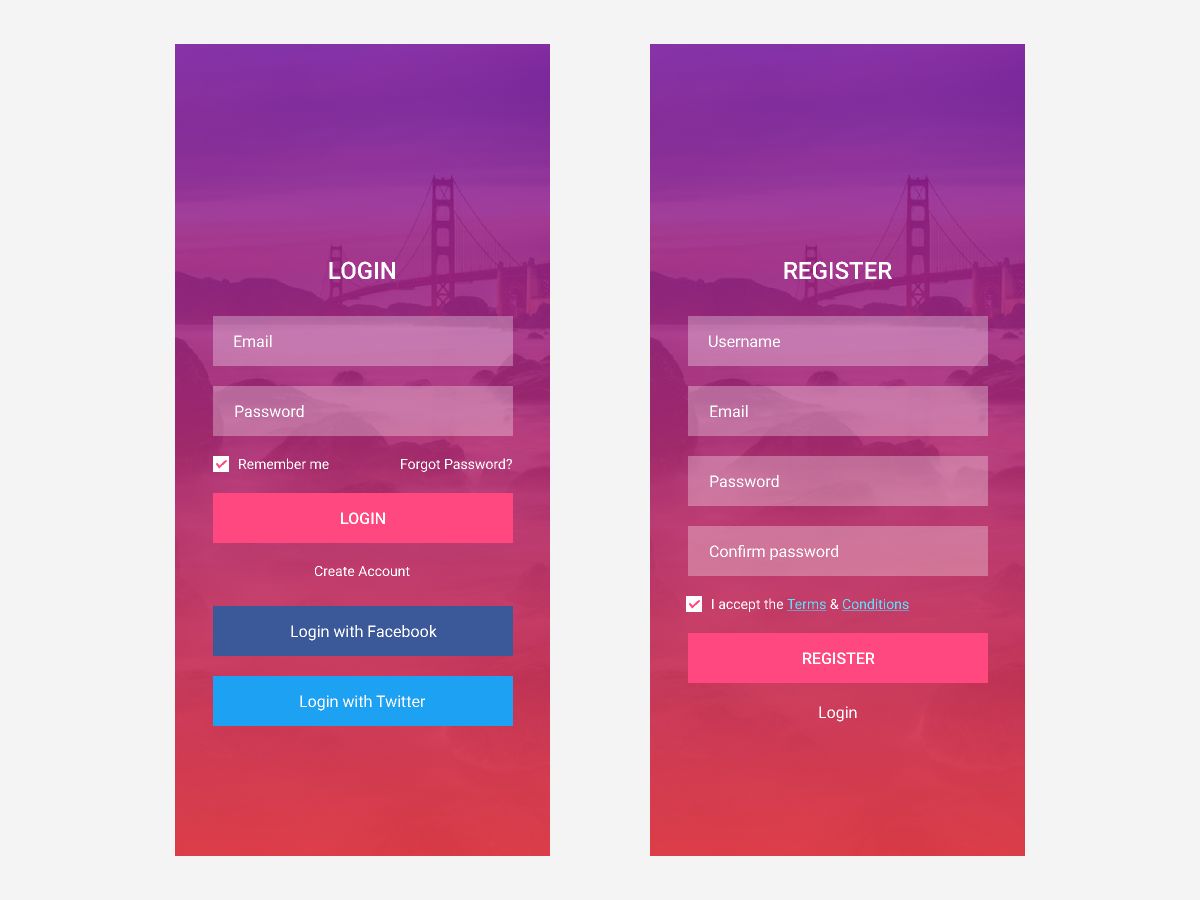 LOGIN
Email
Password
Remember me
Forgot Password?
LOGIN
Create Account
Login with Facebook
Login with Twitter
REGISTER
Username
Email
Password
Confirm password
I accept the Terms & Conditions
REGISTER
Login